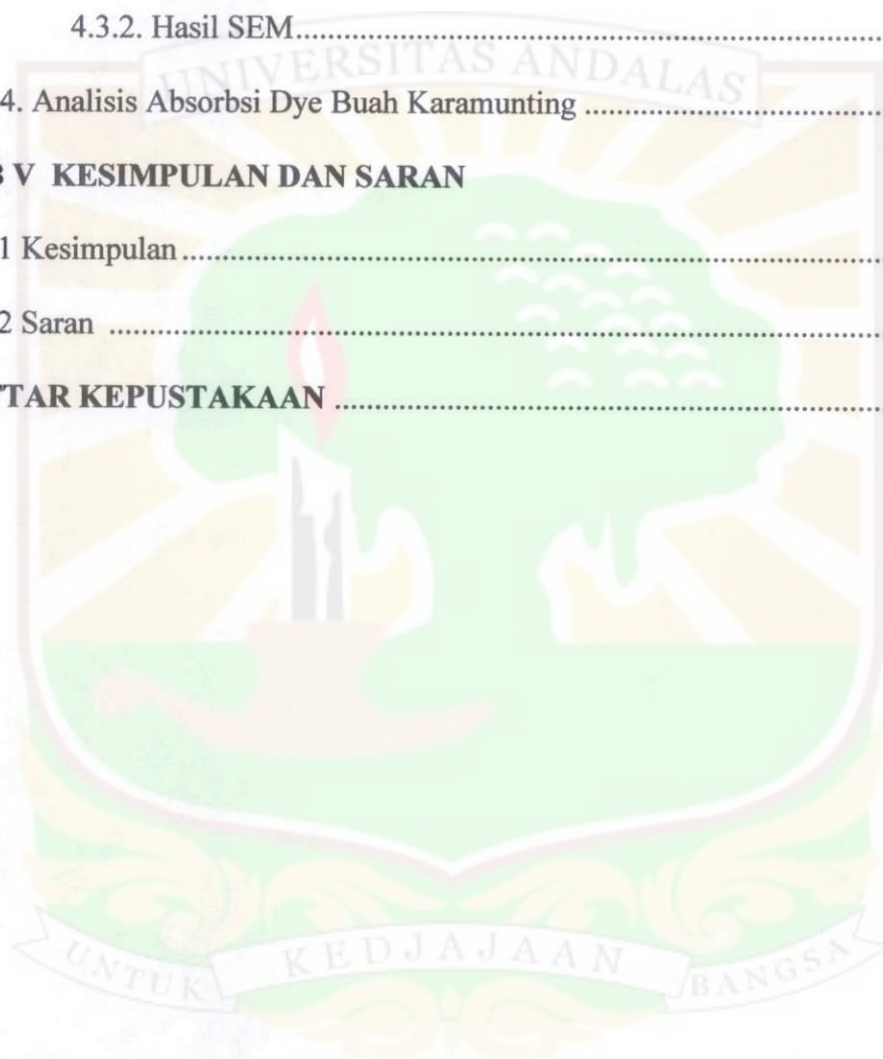 4.3.2. Hasil SEM..........................................................................
UNIVERSITAS ANDALAS
4. Analisis Absorbsi Dye Buah Karamunting .....................................
V KESIMPULAN DAN SARAN
1 Kesimpulan ...................................................................................
2 Saran ............................................................................................
TAR KEPUSTAKAAN .................................................................
UNTUK KEDJAJAAN BANGSA